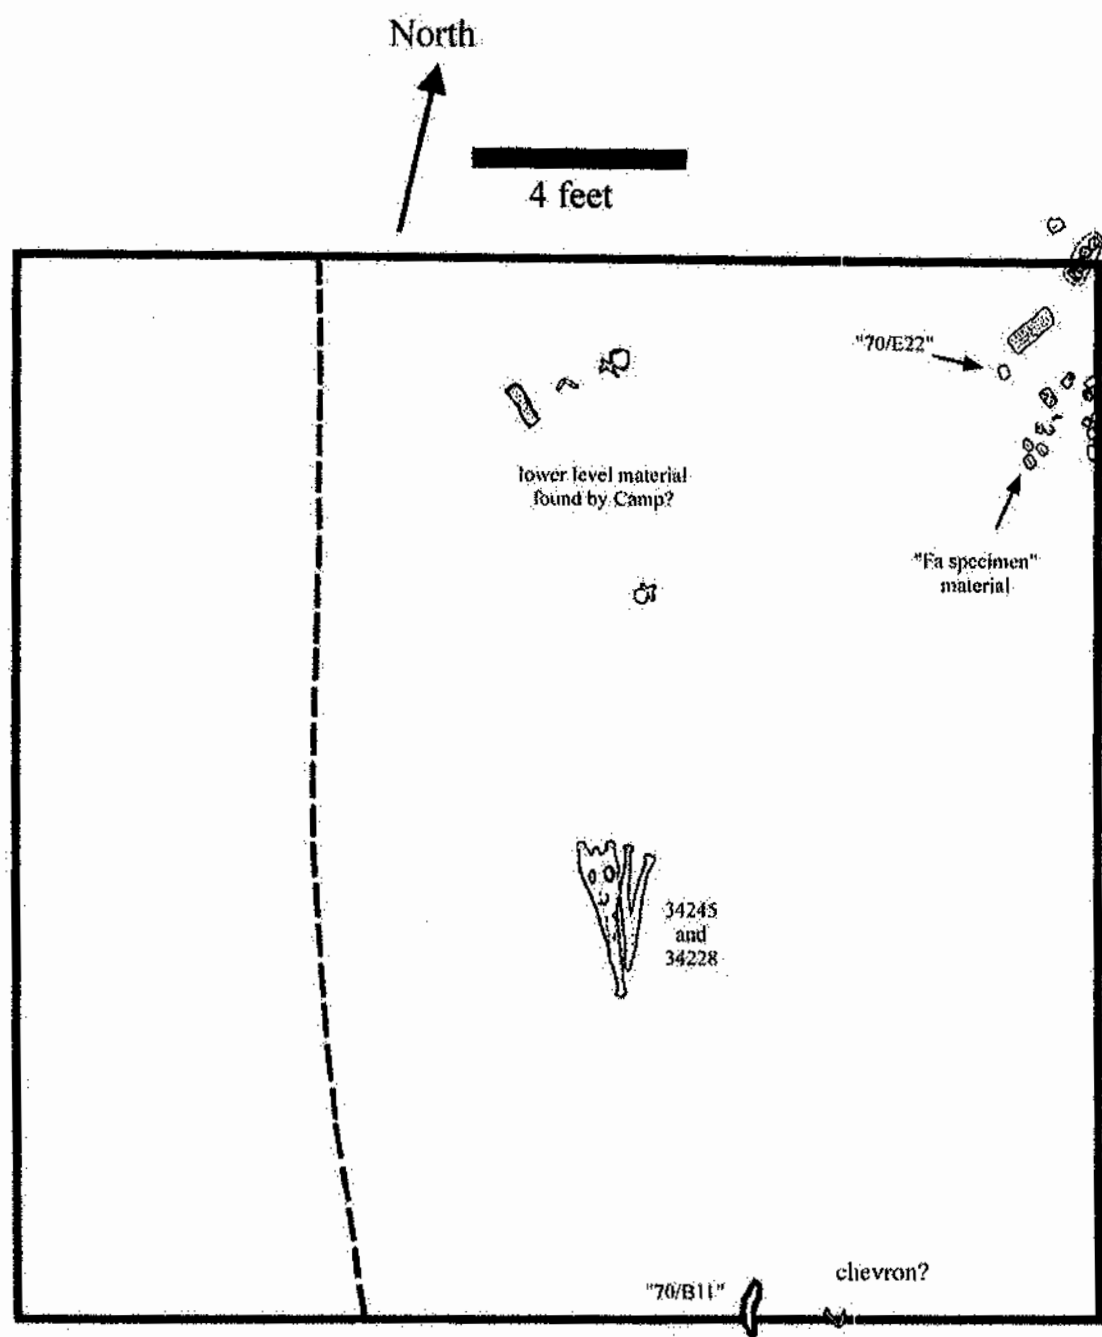 North
4 feet
"70/E22"
lower level material
found by Camp?
"Fa specimen"
material
34245
and
34228
chevron?
"70/B11"